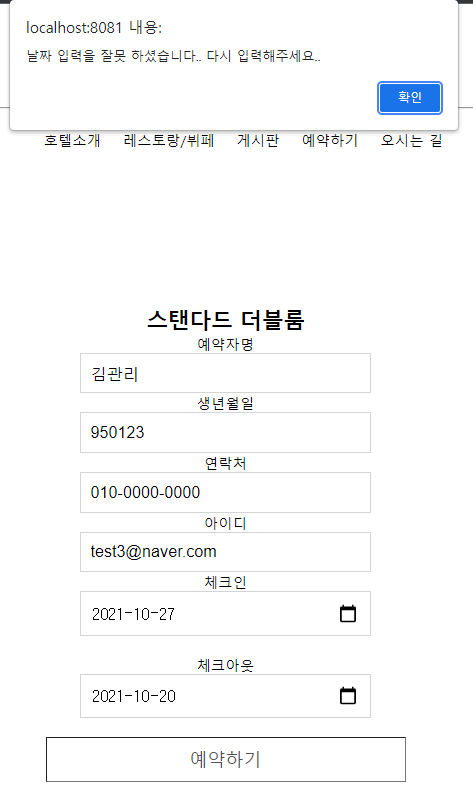 localhost:8081 내용:
날짜 입력을 잘못 하셨습니다.. 다시 입력해주세요..
확인
호텔소개 레스토랑/뷔페 게시판 예약하기 오시는 길
스탠다드 더블룸
예약자명
김관리
생년월일
950123
연락처
010-0000-0000
아이디
test3@naver.com
체크인
2021-10-27
체크아웃
2021-10-20
예약하기